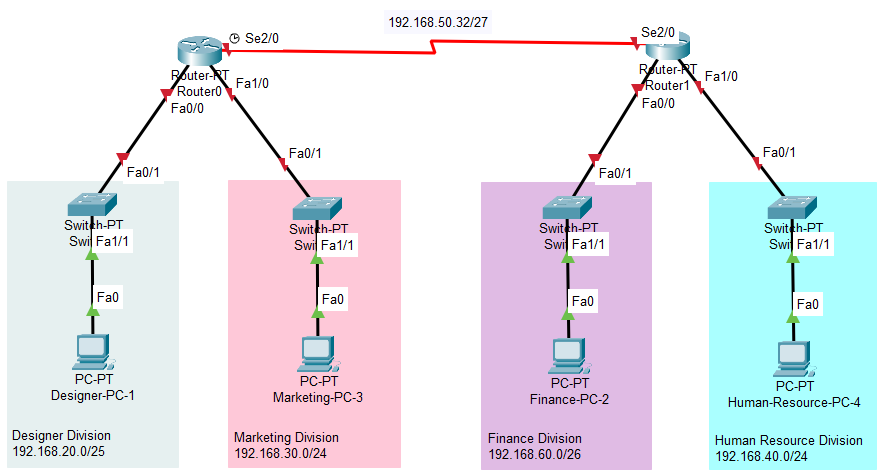 192.168.50.32/27
Se2/0
Se2/0
Router-PT
Router0
Fa0/0
Fa1/0
Router-PT
Router1
Fa0/0
Fa1/0
Fa0/1
Fa0/1
Fa0/1
Fa0/1
Switch-PT
Fa1/1
Switch-PT
Fa1/1
Switch-PT
Fa1/1
Switch-PT
Fa1/1
Fa0
Fa0
Fa0
Fa0
PC-PT
Designer-PC-1
PC-PT
Marketing-PC-3
PC-PT
Finance-PC-2
PC-PT
Human-Resource-PC-4
Designer Division
192.168.20.0/25
Marketing Division
192.168.30.0/24
Finance Division
192.168.60.0/26
Human Resource Division
192.168.40.0/24